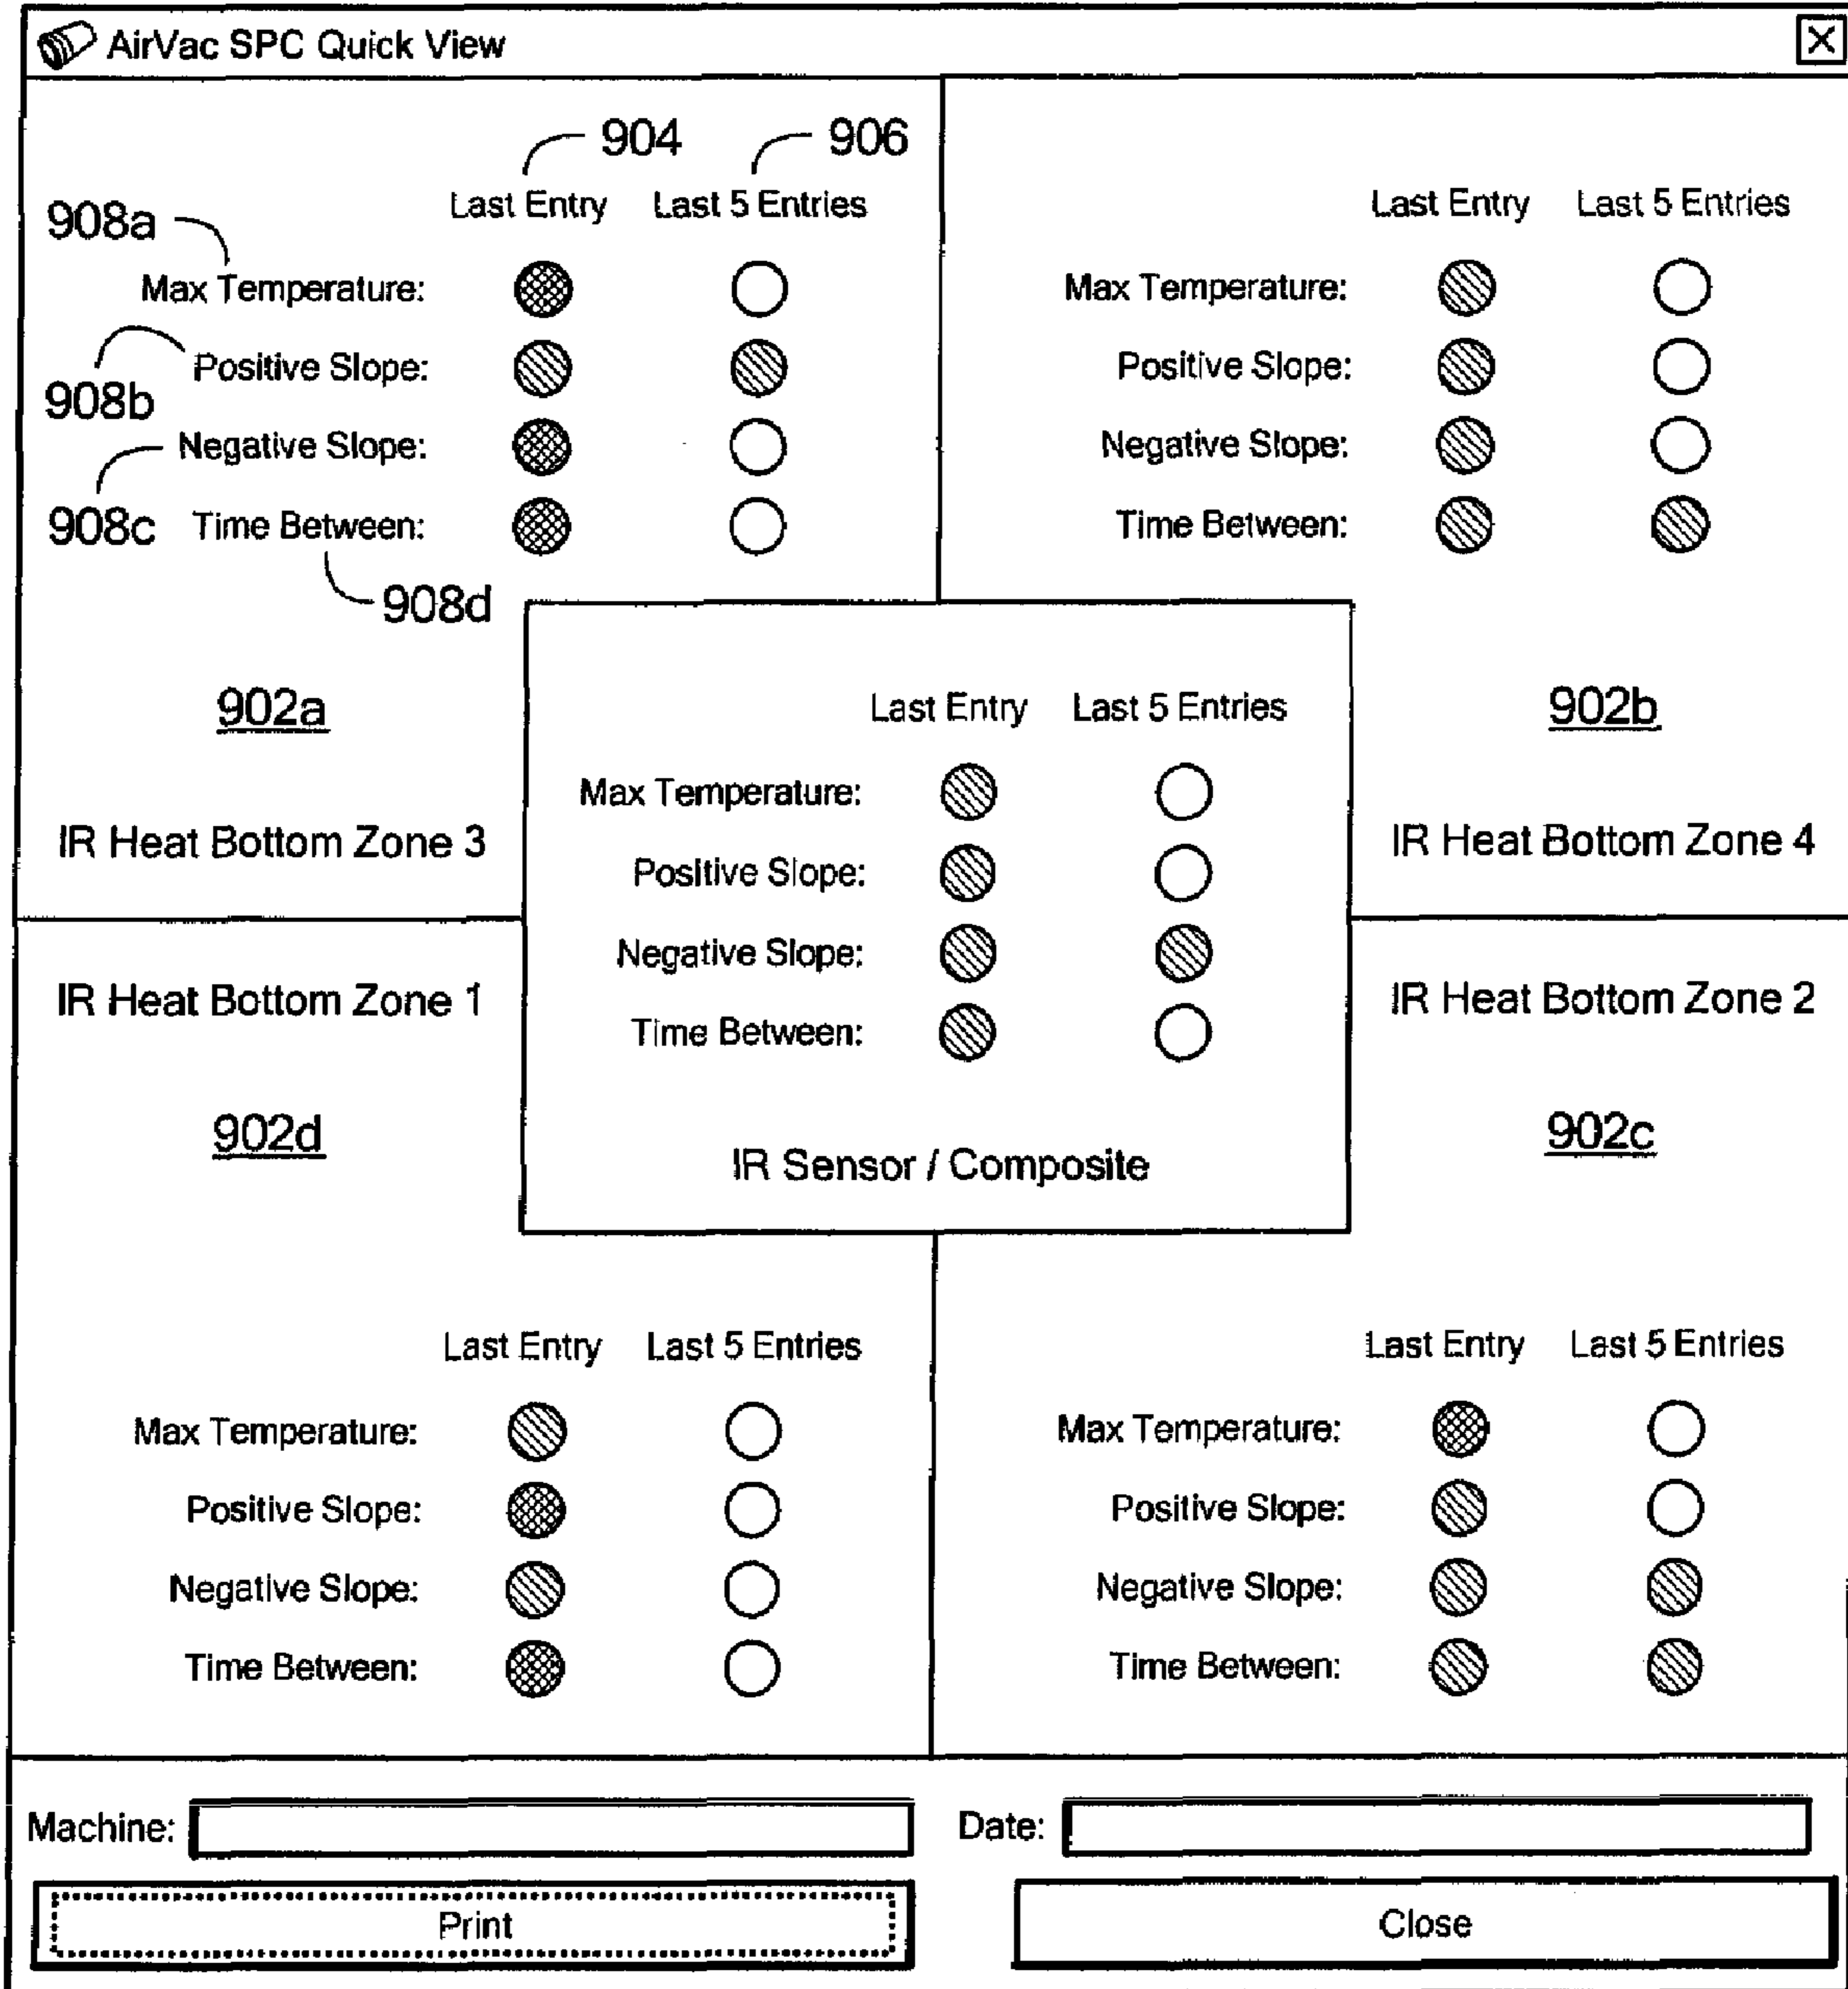 AirVac SPC Quick View
904
906
Last Entry Last 5 Entries
908a
Max Temperature:
Positive Slope:
908b
Negative Slope:
908c
Time Between:
908d
902a
IR Heat Bottom Zone 3
Last Entry Last 5 Entries
Max Temperature:
Positive Slope:
Negative Slope:
Time Between:
902b
IR Heat Bottom Zone 4
Last Entry Last 5 Entries
Max Temperature:
Positive Slope:
Negative Slope:
Time Between:
IR Sensor / Composite
IR Heat Bottom Zone 1
902d
Last Entry Last 5 Entries
Max Temperature:
Positive Slope:
Negative Slope:
Time Between:
IR Heat Bottom Zone 2
902c
Last Entry Last 5 Entries
Max Temperature:
Positive Slope:
Negative Slope:
Time Between:
Machine:
Date:
Print
Close